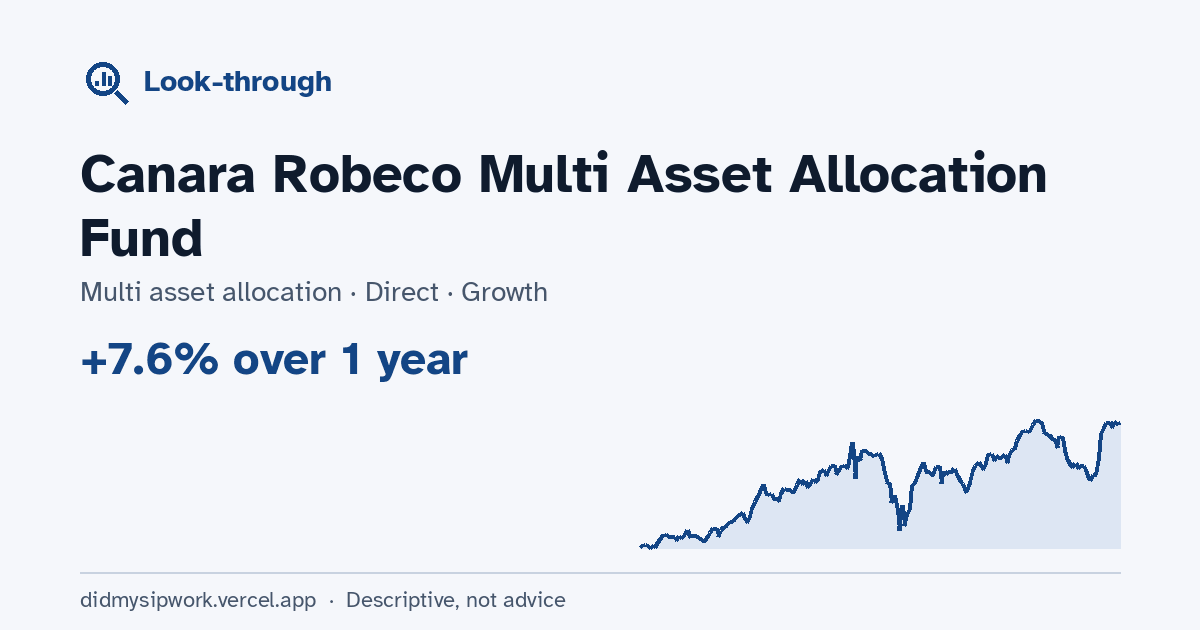 Look-through
Canara Robeco Multi Asset Allocation
Fund
Multi asset allocation · Direct · Growth
+7.6% over 1 year
didmysipwork.vercel.app · Descriptive, not advice